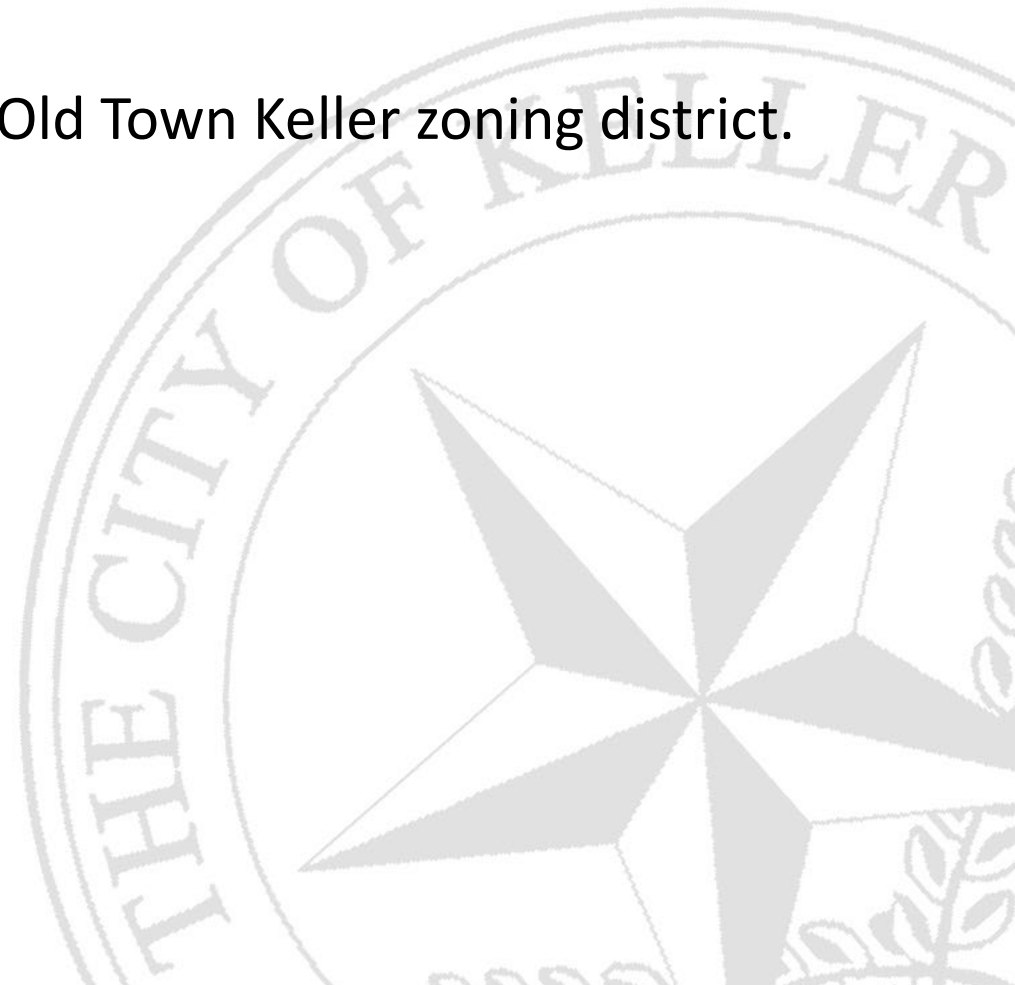 Old Town Keller zoning district.
THE CITY OF KELLER